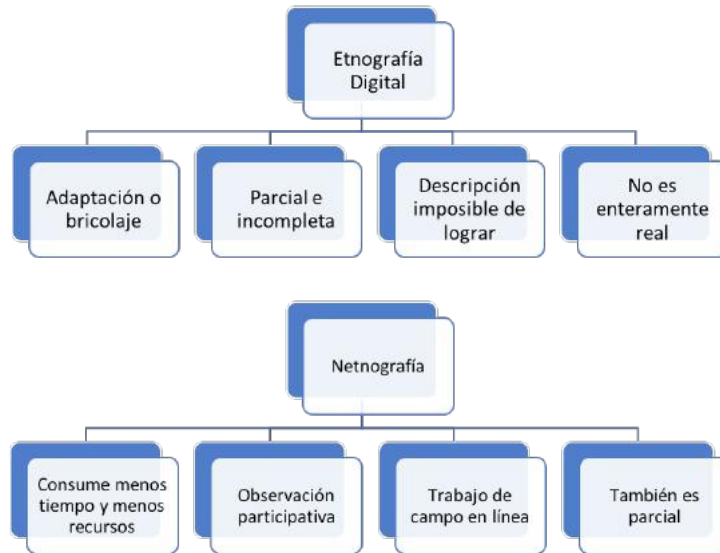 Etnografía
Digital
Adaptación o
bricolaje
Parcial e
incompleta
Descripción
imposible de
lograr
No es
enteramente
real
Netnografía
Consume menos
tiempo y menos
recursos
Observación
participativa
Trabajo de
campo en línea
También es
parcial